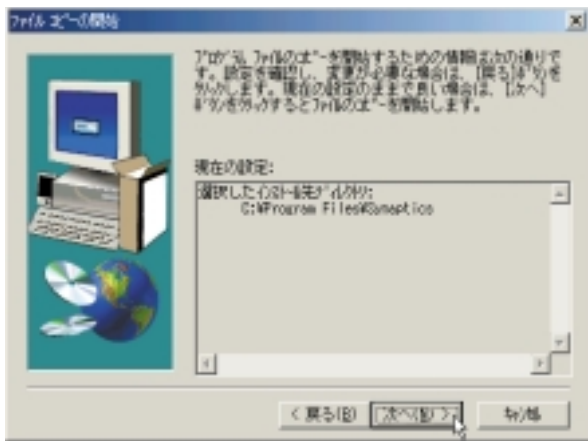 ファイル コピーの開始
プログラム ファイルのコピーを開始するための情報は次の通りで
す。設定を確認し、変更が必要な場合は、[戻る]ボタンを
クリックします。現在の設定のままで良い場合は、[次へ]
ボタンをクリックするとファイルのコピーを開始します。
現在の設定:
選択したインストール先ディレクトリ:
C:¥Program Files¥Synaptics
< 戻る(B)
次へ(N) >
キャンセル